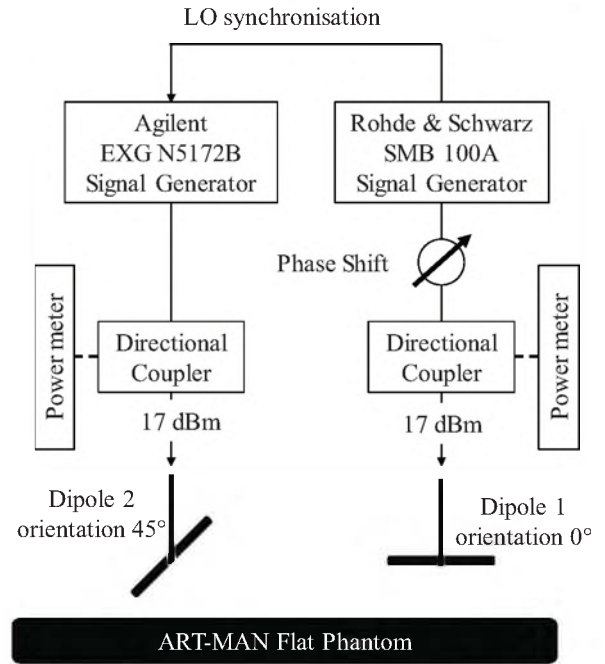 LO synchronisation
Agilent
EXG N5172B
Signal Generator
Rohde & Schwarz
SMB 100A
Signal Generator
Phase Shift
Power meter
Directional
Coupler
Directional
Coupler
Power meter
17 dBm
17 dBm
Dipole 2
orientation 45°
Dipole 1
orientation 0°
ART-MAN Flat Phantom